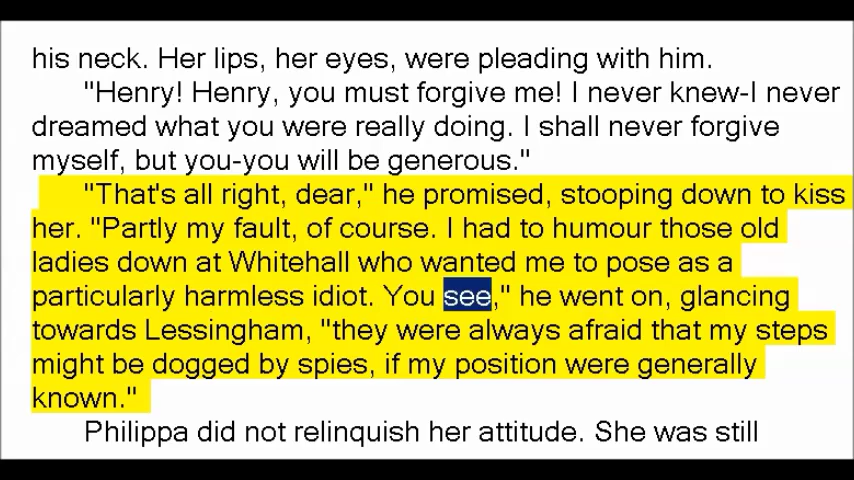 his neck. Her lips, her eyes, were pleading with him.
"Henry! Henry, you must forgive me! I never knew-I never
dreamed what you were really doing. I shall never forgive
myself, but you-you will be generous."
"That's all right, dear," he promised, stooping down to kiss
her. "Partly my fault, of course. I had to humour those old
ladies down at Whitehall who wanted me to pose as a
particularly harmless idiot. You see," he went on, glancing
towards Lessingham, "they were always afraid that my steps
might be dogged by spies, if my position were generally
known."
Philippa did not relinquish her attitude. She was still